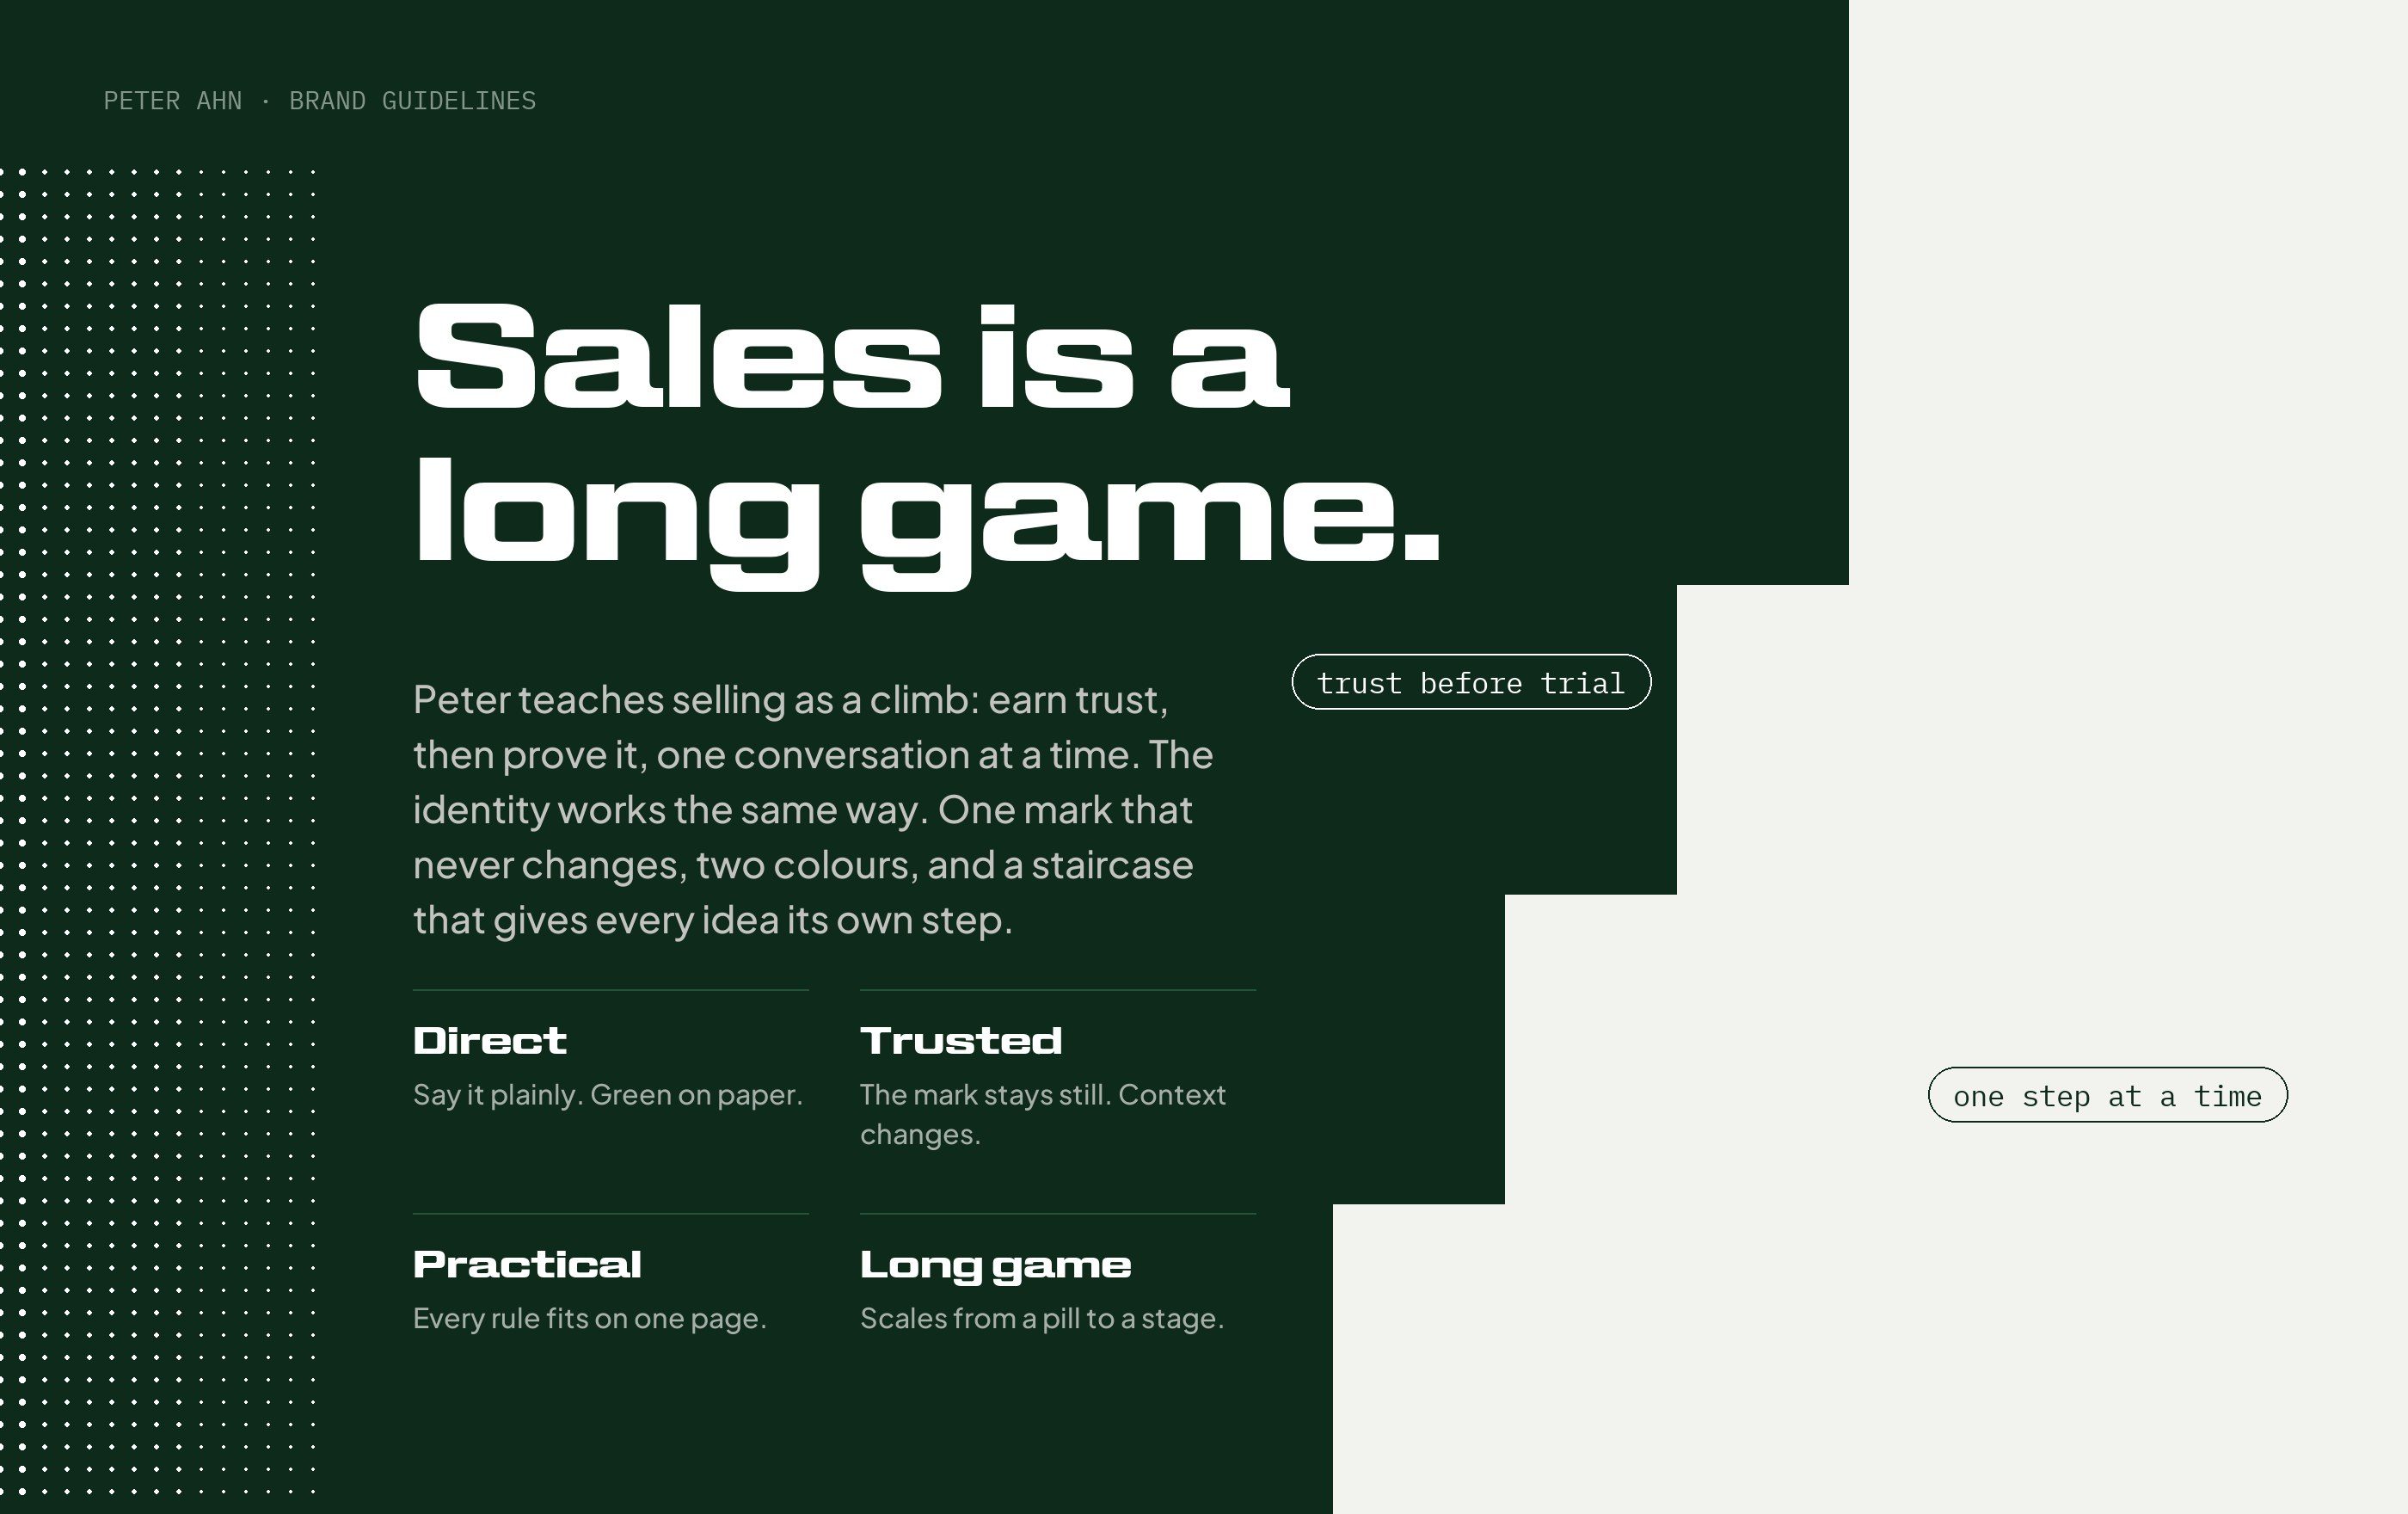 PETER AHN · BRAND GUIDELINES
Sales is a
long game.
trust before trial
Peter teaches selling as a climb: earn trust,
then prove it, one conversation at a time. The
identity works the same way. One mark that
never changes, two colours, and a staircase
that gives every idea its own step.
Direct
Say it plainly. Green on paper.
Trusted
The mark stays still. Context
changes.
one step at a time
Practical
Every rule fits on one page.
Long game
Scales from a pill to a stage.